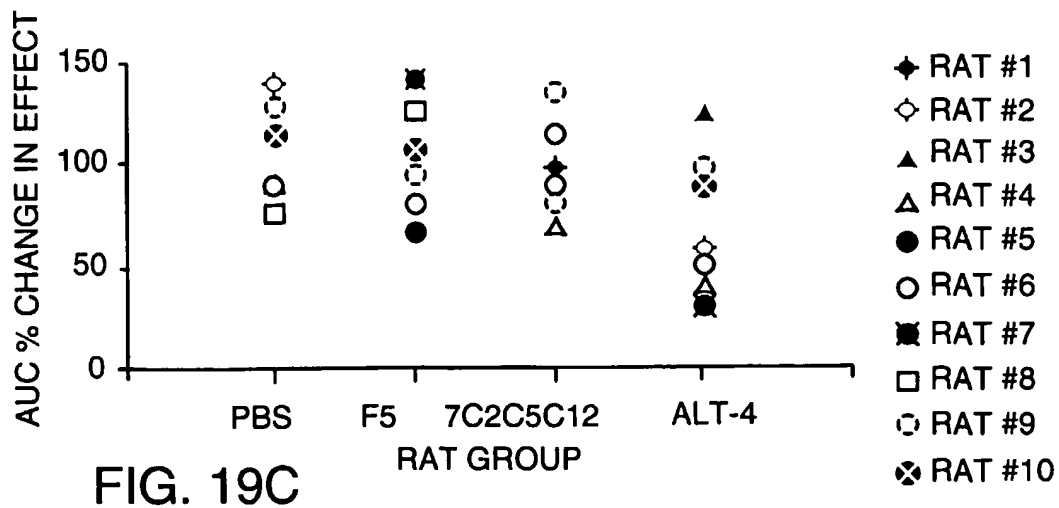 AUC % CHANGE IN EFFECT
150
100
50
0
PBS
F5
7C2C5C12
ALT-4
RAT GROUP
RAT #1
RAT #2
RAT #3
RAT #4
RAT #5
RAT #6
RAT #7
RAT #8
RAT #9
RAT #10
FIG. 19C